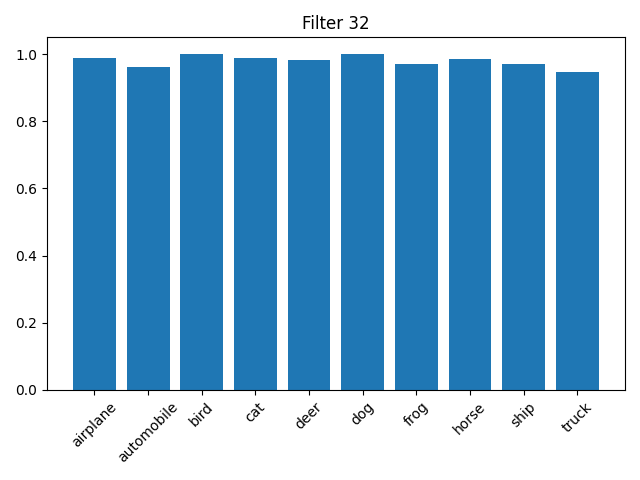 Filter 32
1.0
0.8
0.6
0.4
0.2
0.0
airplane
automobile
bird
cat
deer
dog
frog
horse
ship
truck